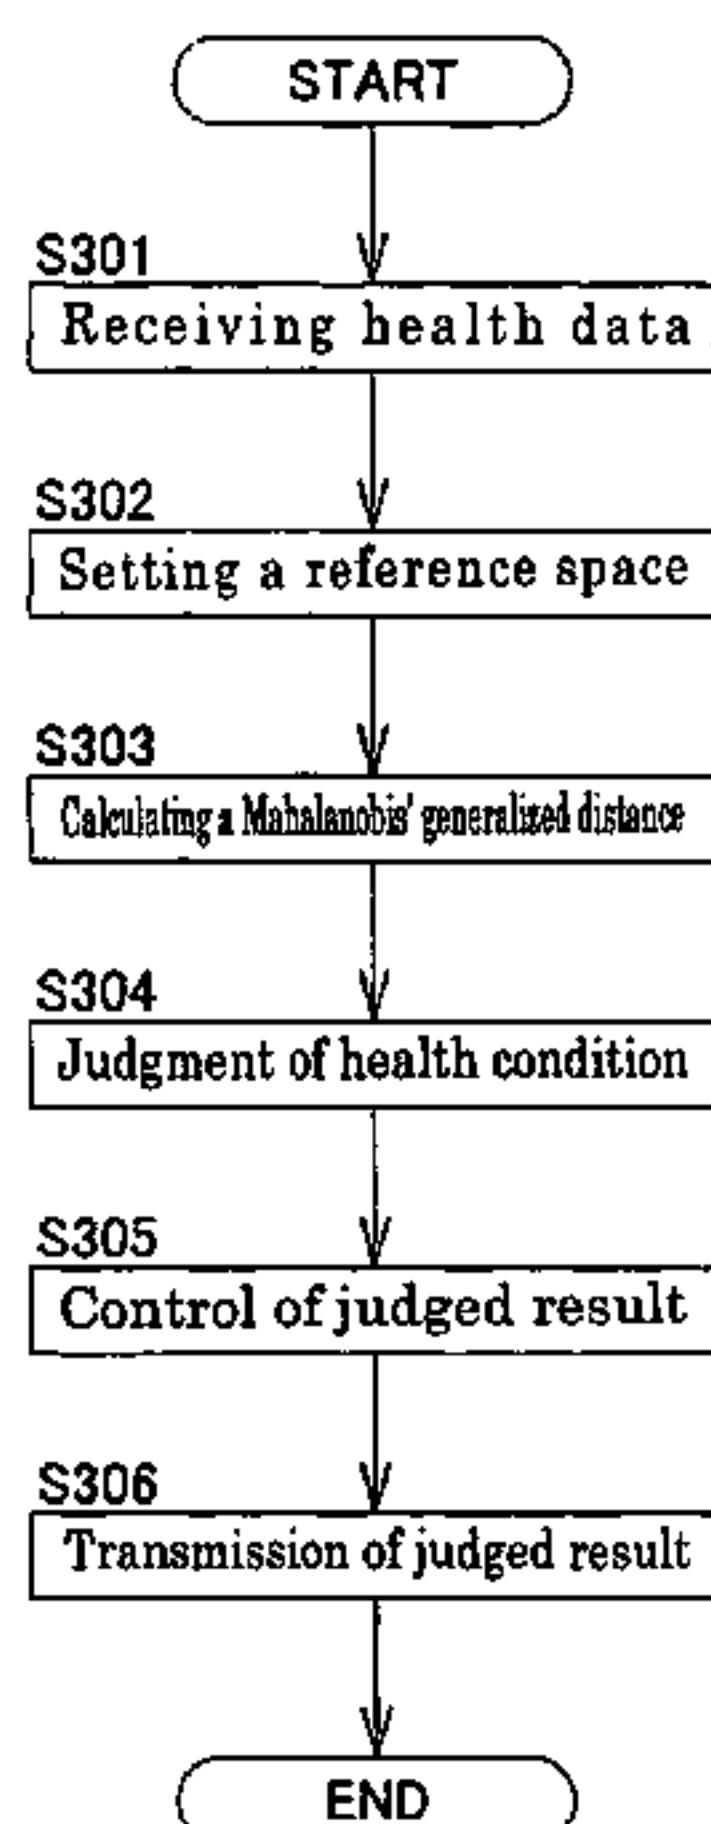 START
S301
Receiving health data
S302
Setting a reference space
S303
Calculating a Mahalanobis' generalized distance
S304
Judgment of health condition
S305
Control of judged result
S306
Transmission of judged result
END